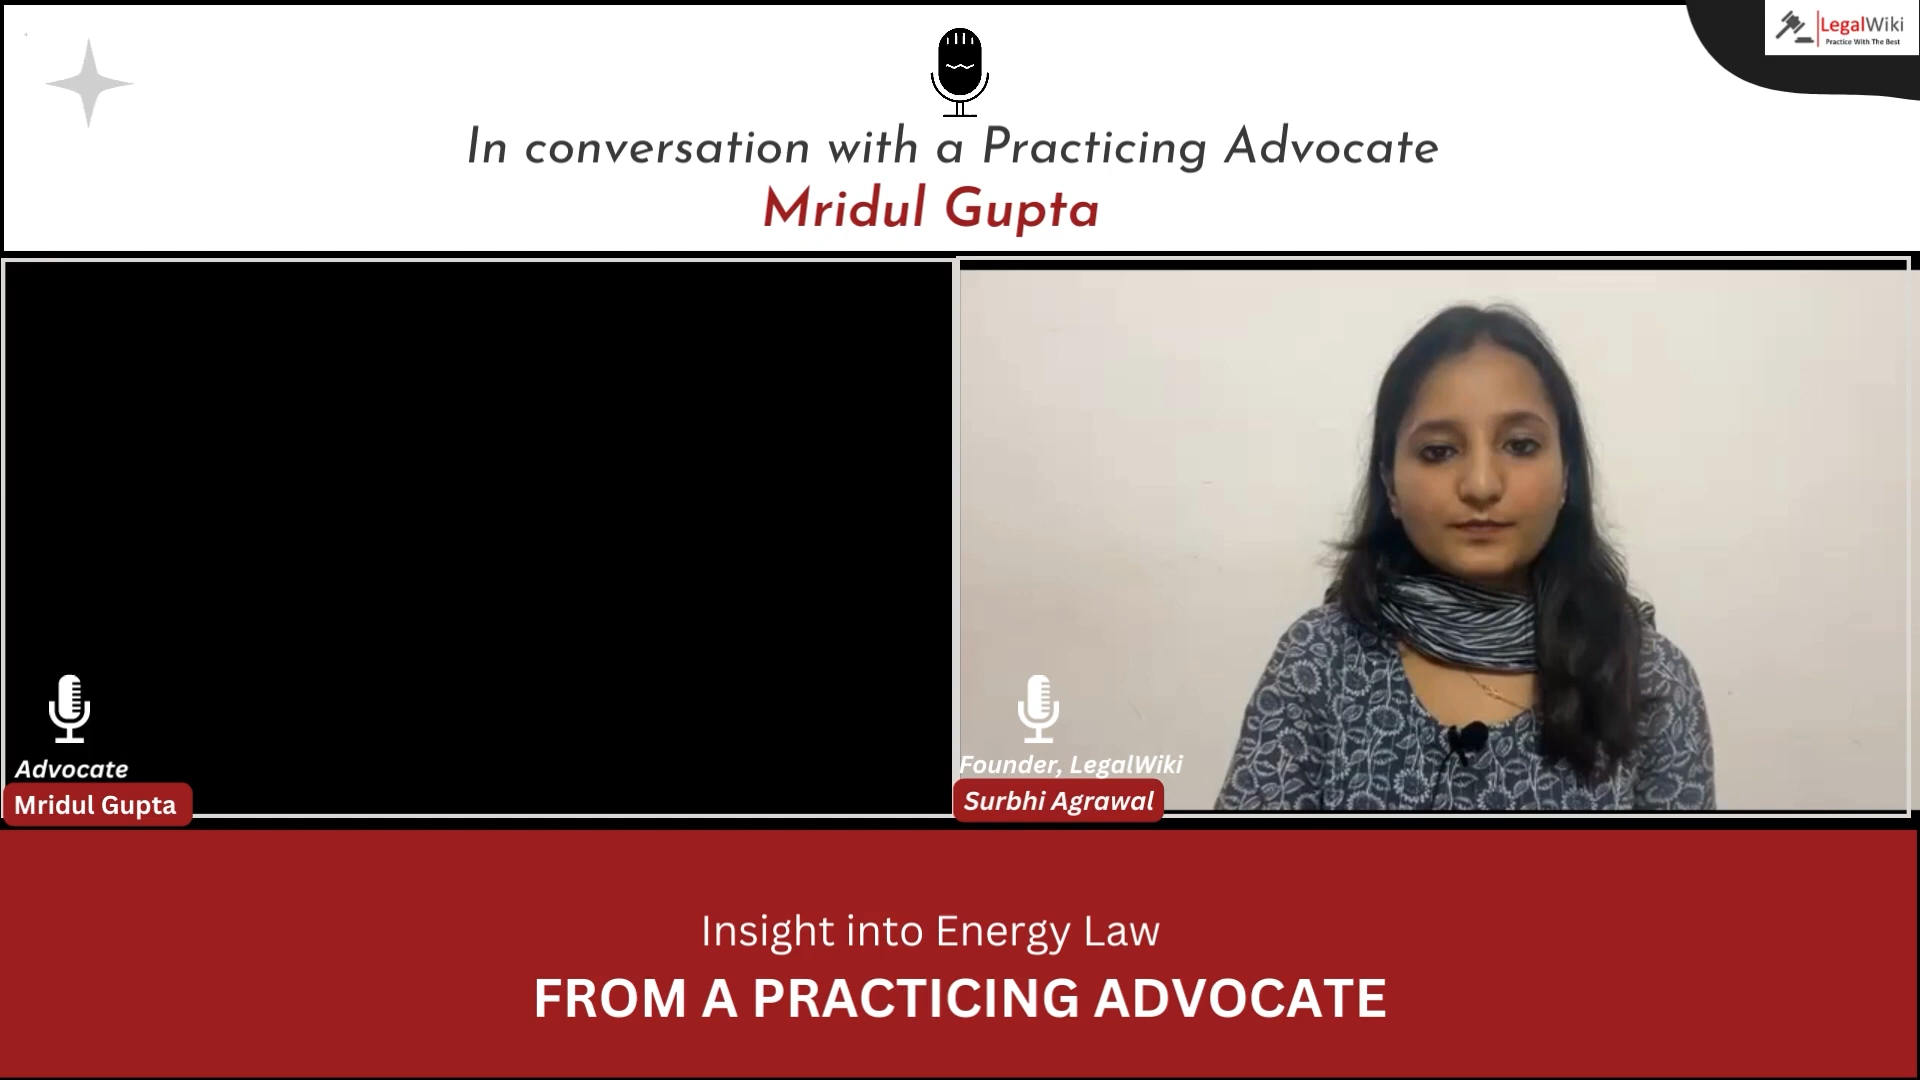 LegalWiki
Practice With The Best
In conversation with a Practicing Advocate
Mridul Gupta
Advocate
Mridul Gupta
Founder, LegalWiki
Surbhi Agrawal
Insight into Energy Law
FROM A PRACTICING ADVOCATE